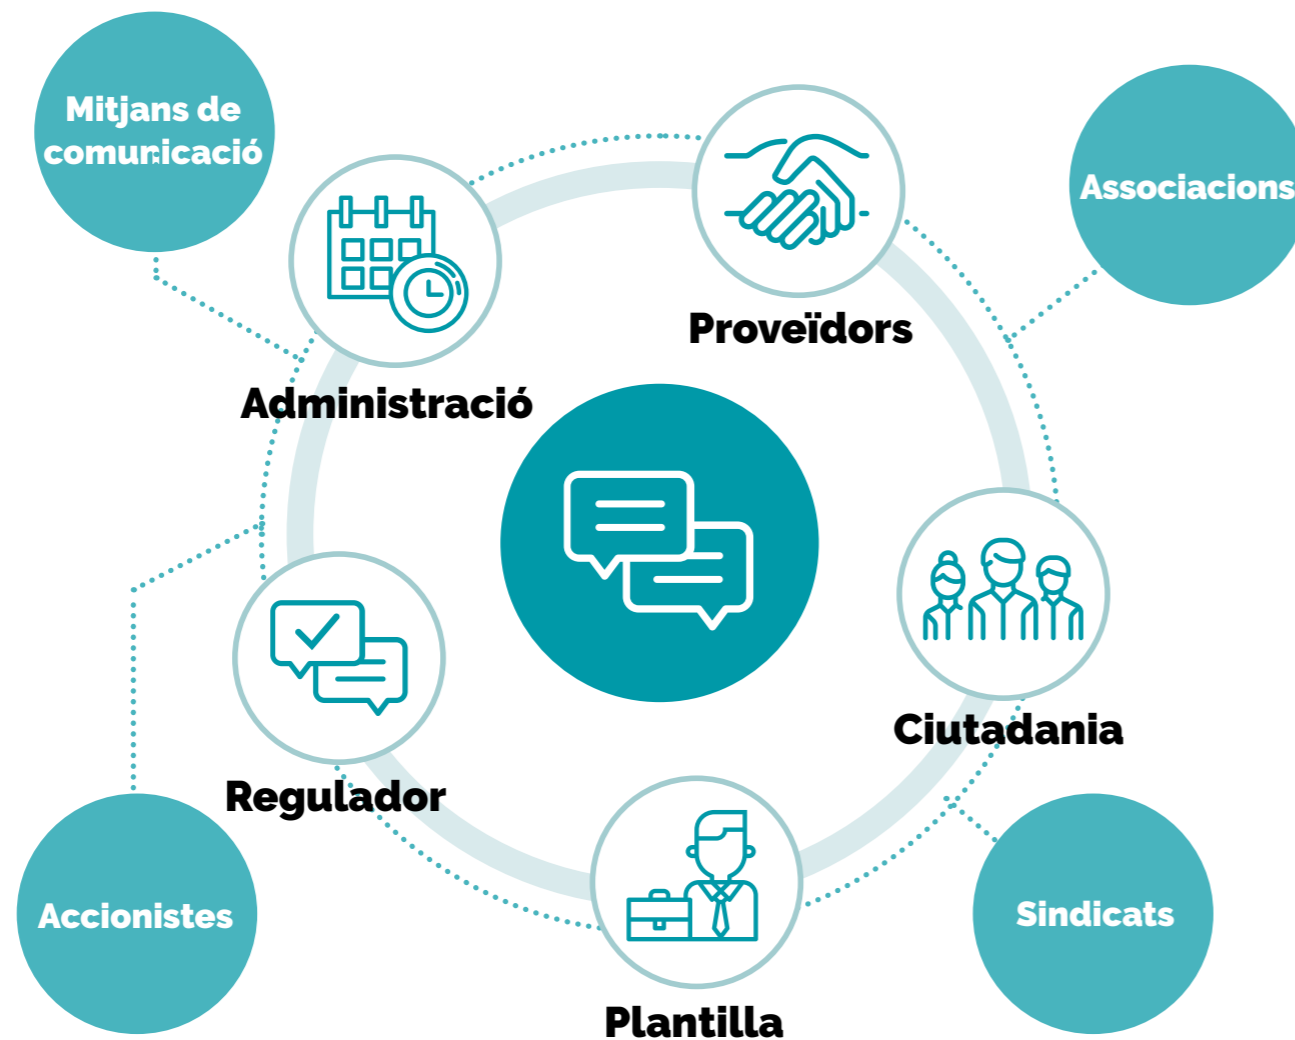 Mitjans de
comunicació
Associacions
Proveïdors
Administració
Ciutadania
Regulador
Accionistes
Sindicats
Plantilla